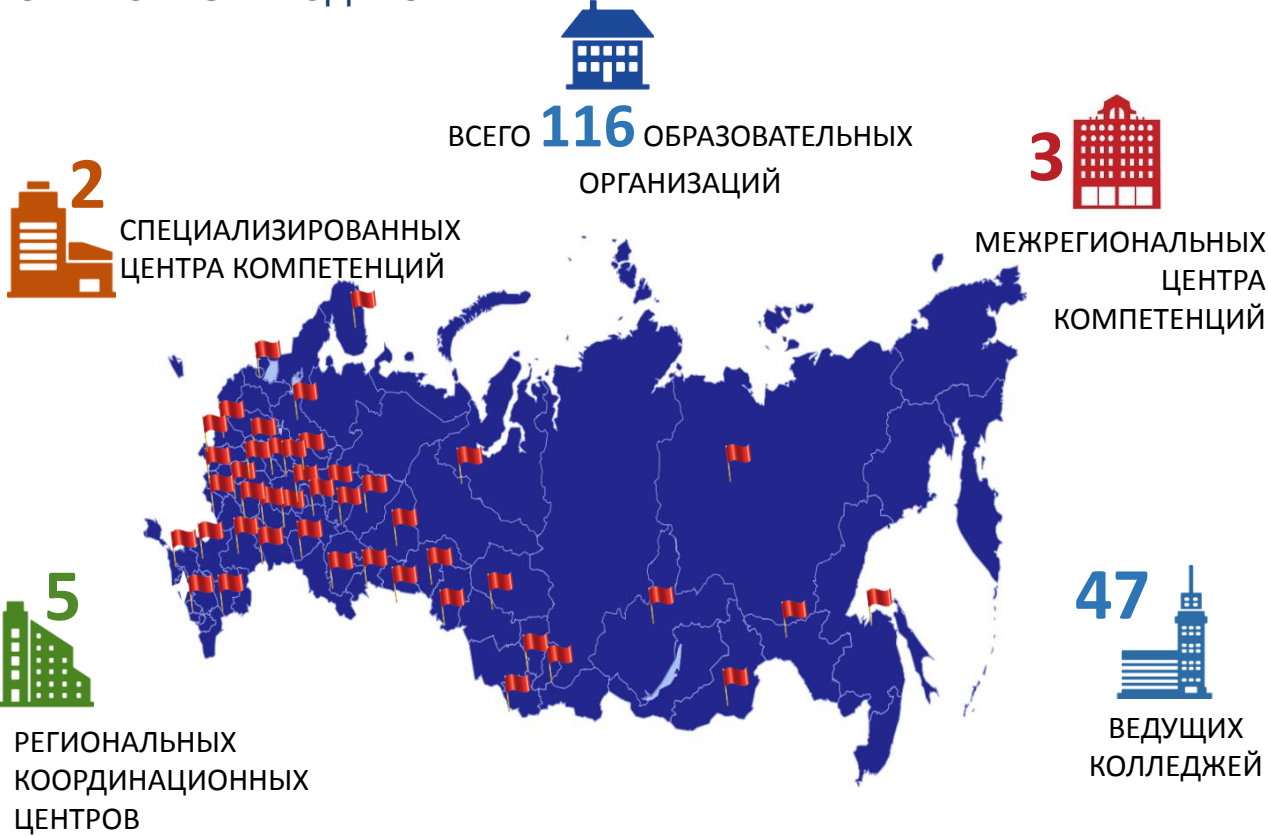 ВСЕГО 116 ОБРАЗОВАТЕЛЬНЫХ
ОРГАНИЗАЦИЙ
2
СПЕЦИАЛИЗИРОВАННЫХ
ЦЕНТРА КОМПЕТЕНЦИЙ
3
МЕЖРЕГИОНАЛЬНЫХ
ЦЕНТРА
КОМПЕТЕНЦИЙ
5
РЕГИОНАЛЬНЫХ
КООРДИНАЦИОННЫХ
ЦЕНТРОВ
47
ВЕДУЩИХ
КОЛЛЕДЖЕЙ